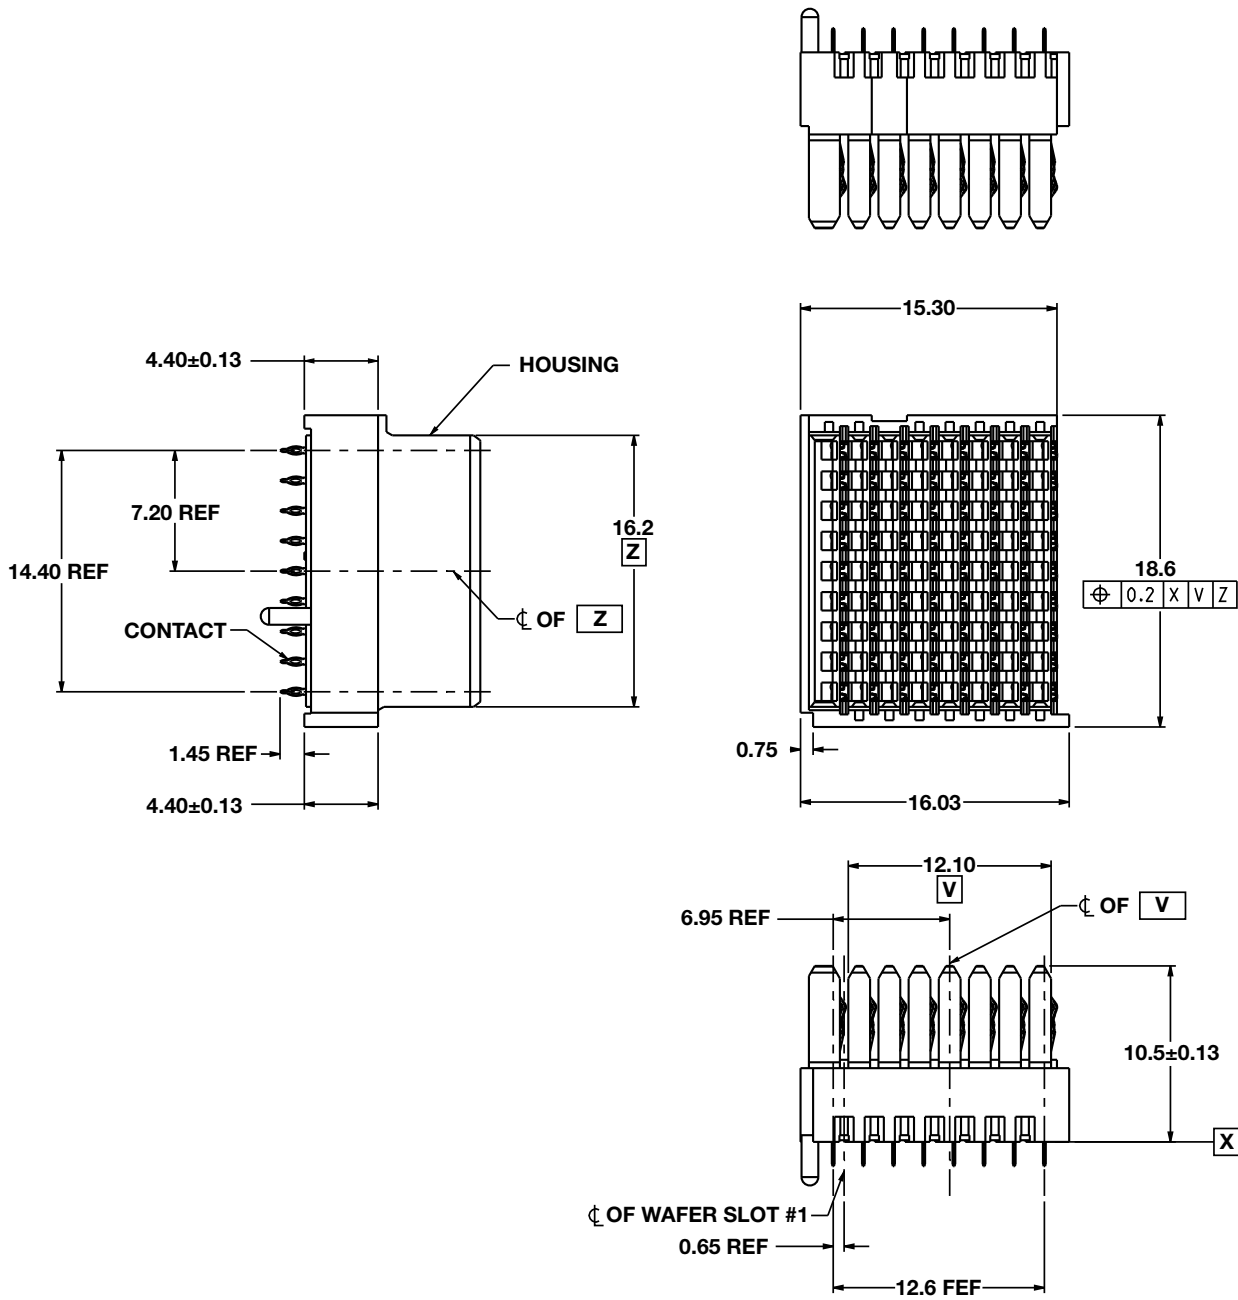 15.30
4.40±0.13
HOUSING
7.20 REF
16.2
Z
14.40 REF
18.6
⌖ 0.2 X V Z
CONTACT
℄ OF Z
1.45 REF
0.75
4.40±0.13
16.03
12.10
V
6.95 REF
℄ OF V
10.5±0.13
X
℄ OF WAFER SLOT #1
0.65 REF
12.6 FEF